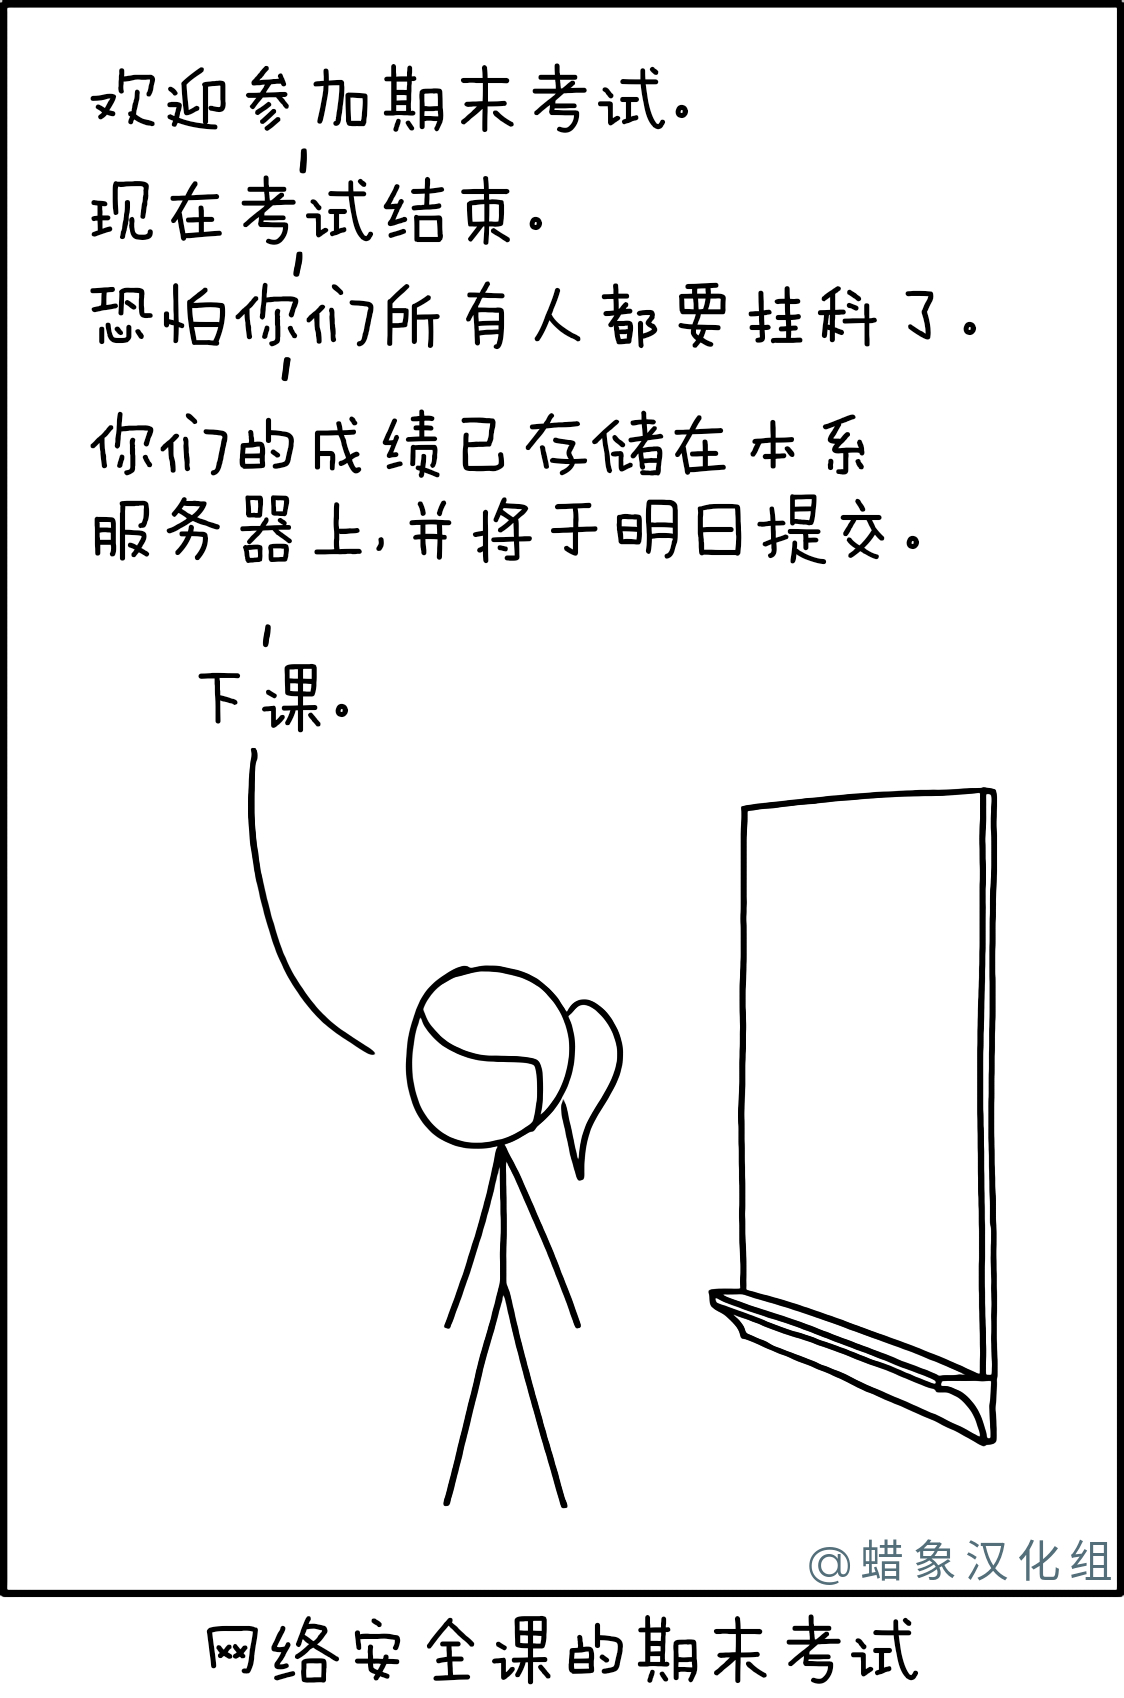 欢迎参加期末考试。
现在考试结束。
恐怕你们所有人都要挂科了。
你们的成绩已存储在本系
服务器上,并将于明日提交。
下课。
@蜡象汉化组
网络安全课的期末考试